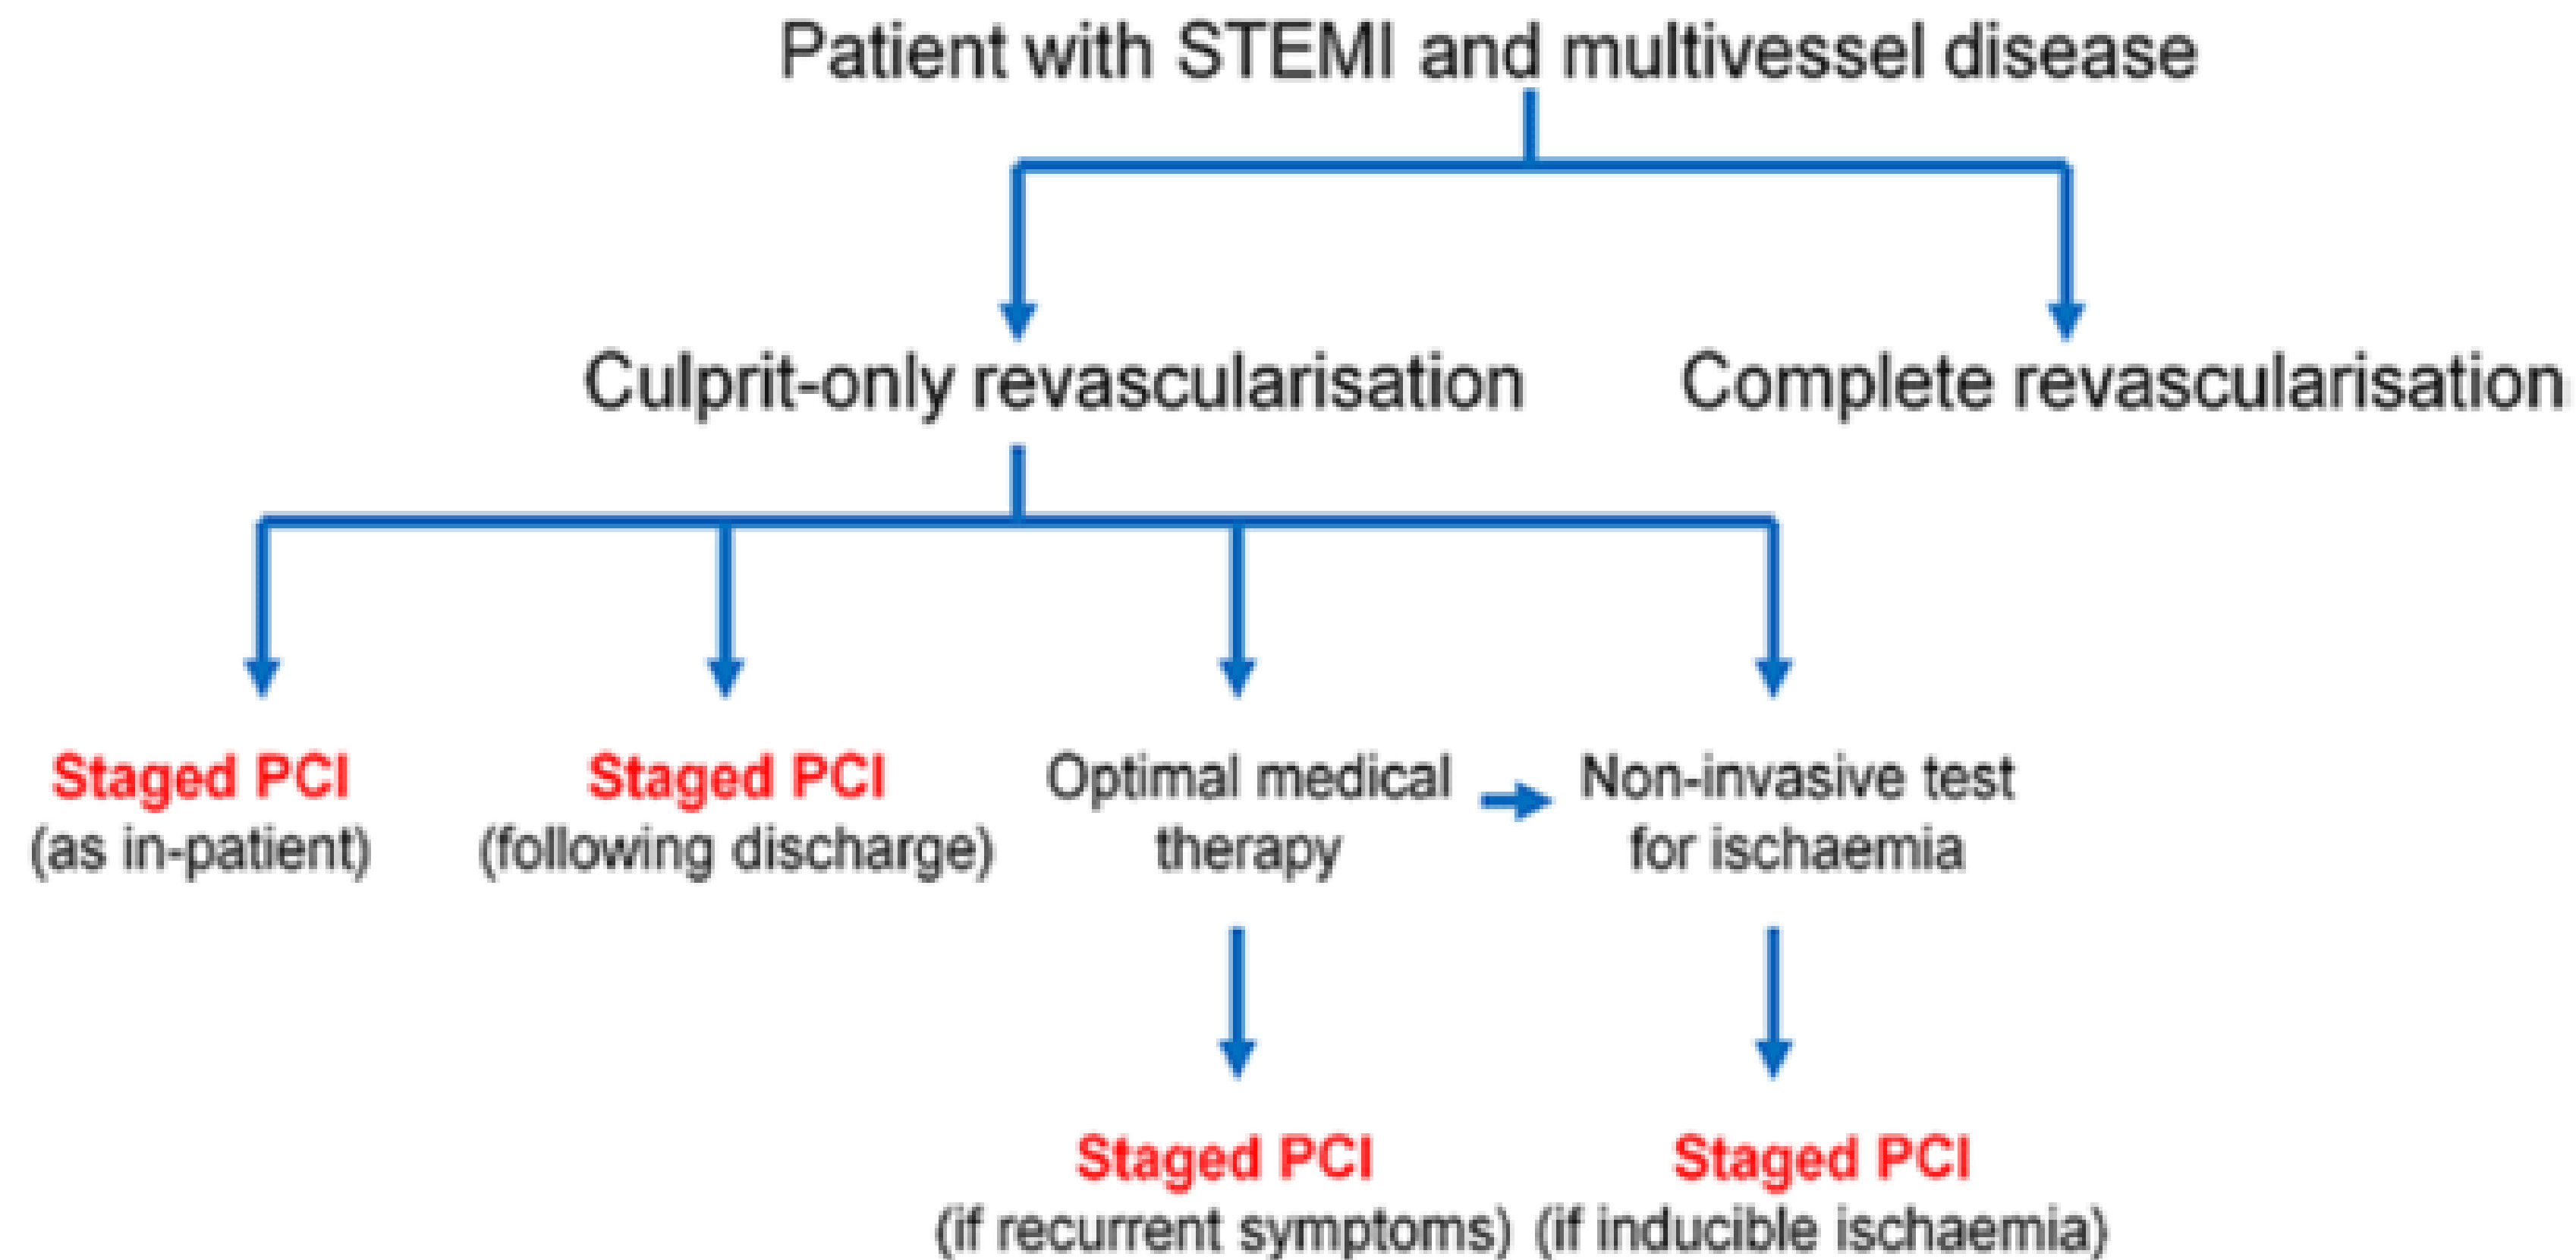 Patient with STEMI and multivessel disease
Culprit-only revascularisation
Complete revascularisation
Staged PCI
(as in-patient)
Staged PCI
(following discharge)
Optimal medical
therapy
Non-invasive test
for ischaemia
Staged PCI
(if recurrent symptoms)
Staged PCI
(if inducible ischaemia)